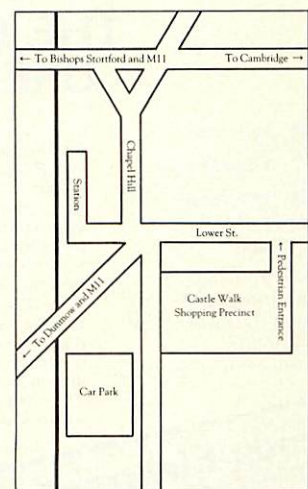 ← To Bishops Stortford and M11
To Cambridge →
Chapel Hill
Station
Lower St.
← Pedestrian Entrance
Castle Walk
Shopping Precinct
← To Dunmow and M11
Car Park